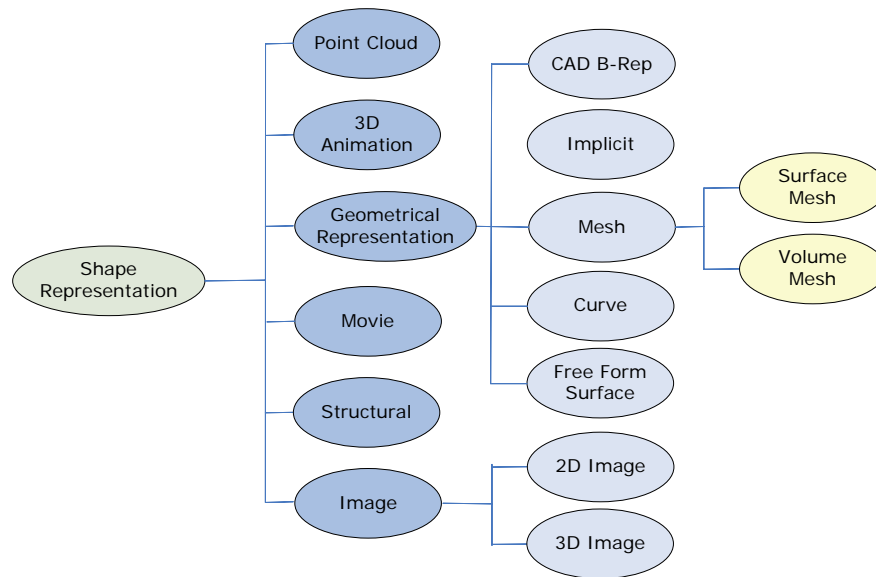 Point Cloud
3D
Animation
Geometrical
Representation
Shape
Representation
Movie
Structural
Image
CAD B-Rep
Implicit
Mesh
Curve
Free Form
Surface
2D Image
3D Image
Surface
Mesh
Volume
Mesh